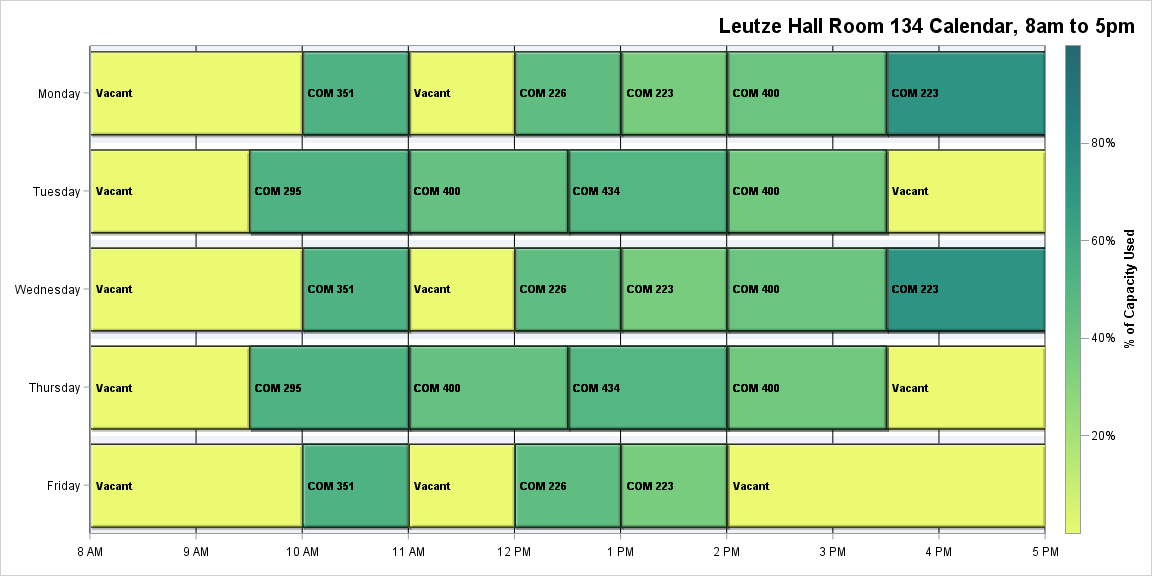 Leutze Hall Room 134 Calendar, 8am to 5pm
Monday
Vacant
COM 351
Vacant
COM 226
COM 223
COM 400
COM 223
Tuesday
Vacant
COM 295
COM 400
COM 434
COM 400
Vacant
Wednesday
Vacant
COM 351
Vacant
COM 226
COM 223
COM 400
COM 223
Thursday
Vacant
COM 295
COM 400
COM 434
COM 400
Vacant
Friday
Vacant
COM 351
Vacant
COM 226
COM 223
Vacant
8 AM
9 AM
10 AM
11 AM
12 PM
1 PM
2 PM
3 PM
4 PM
5 PM
80%
60%
40%
20%
% of Capacity Used